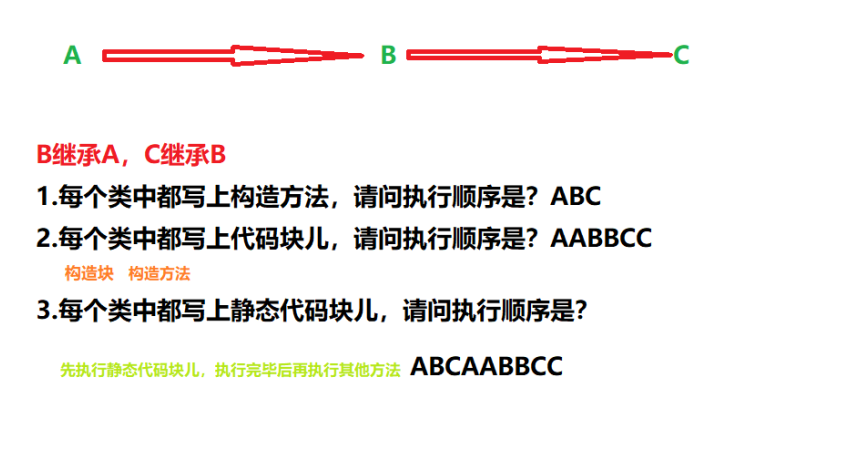 A B C
B继承A，C继承B
1.每个类中都写上构造方法，请问执行顺序是？ABC
2.每个类中都写上代码块儿，请问执行顺序是？AABBCC
构造块 构造方法
3.每个类中都写上静态代码块儿，请问执行顺序是？
先执行静态代码块儿，执行完毕后再执行其他方法 ABCAABBCC